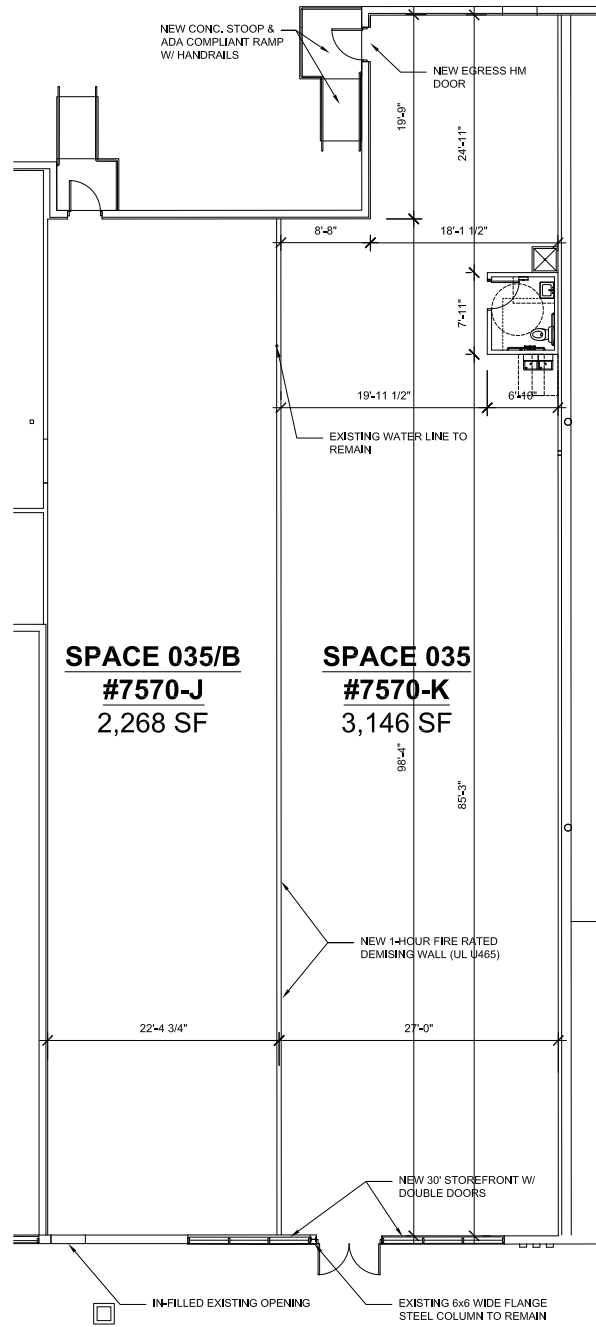 NEW CONC. STOOP &
ADA COMPLIANT RAMP
W/ HANDRAILS
NEW EGRESS HM
DOOR
19'-9"
24'-11"
8'-8"
18'-1 1/2"
7'-11"
19'-11 1/2"
6'-10"
EXISTING WATER LINE TO
REMAIN
SPACE 035/B
#7570-J
2,268 SF
SPACE 035
#7570-K
3,146 SF
98'-4"
85'-3"
NEW 1-HOUR FIRE RATED
DEMISING WALL (UL U465)
22'-4 3/4"
27'-0"
NEW 30' STOREFRONT W/
DOUBLE DOORS
IN-FILLED EXISTING OPENING
EXISTING 6x6 WIDE FLANGE
STEEL COLUMN TO REMAIN